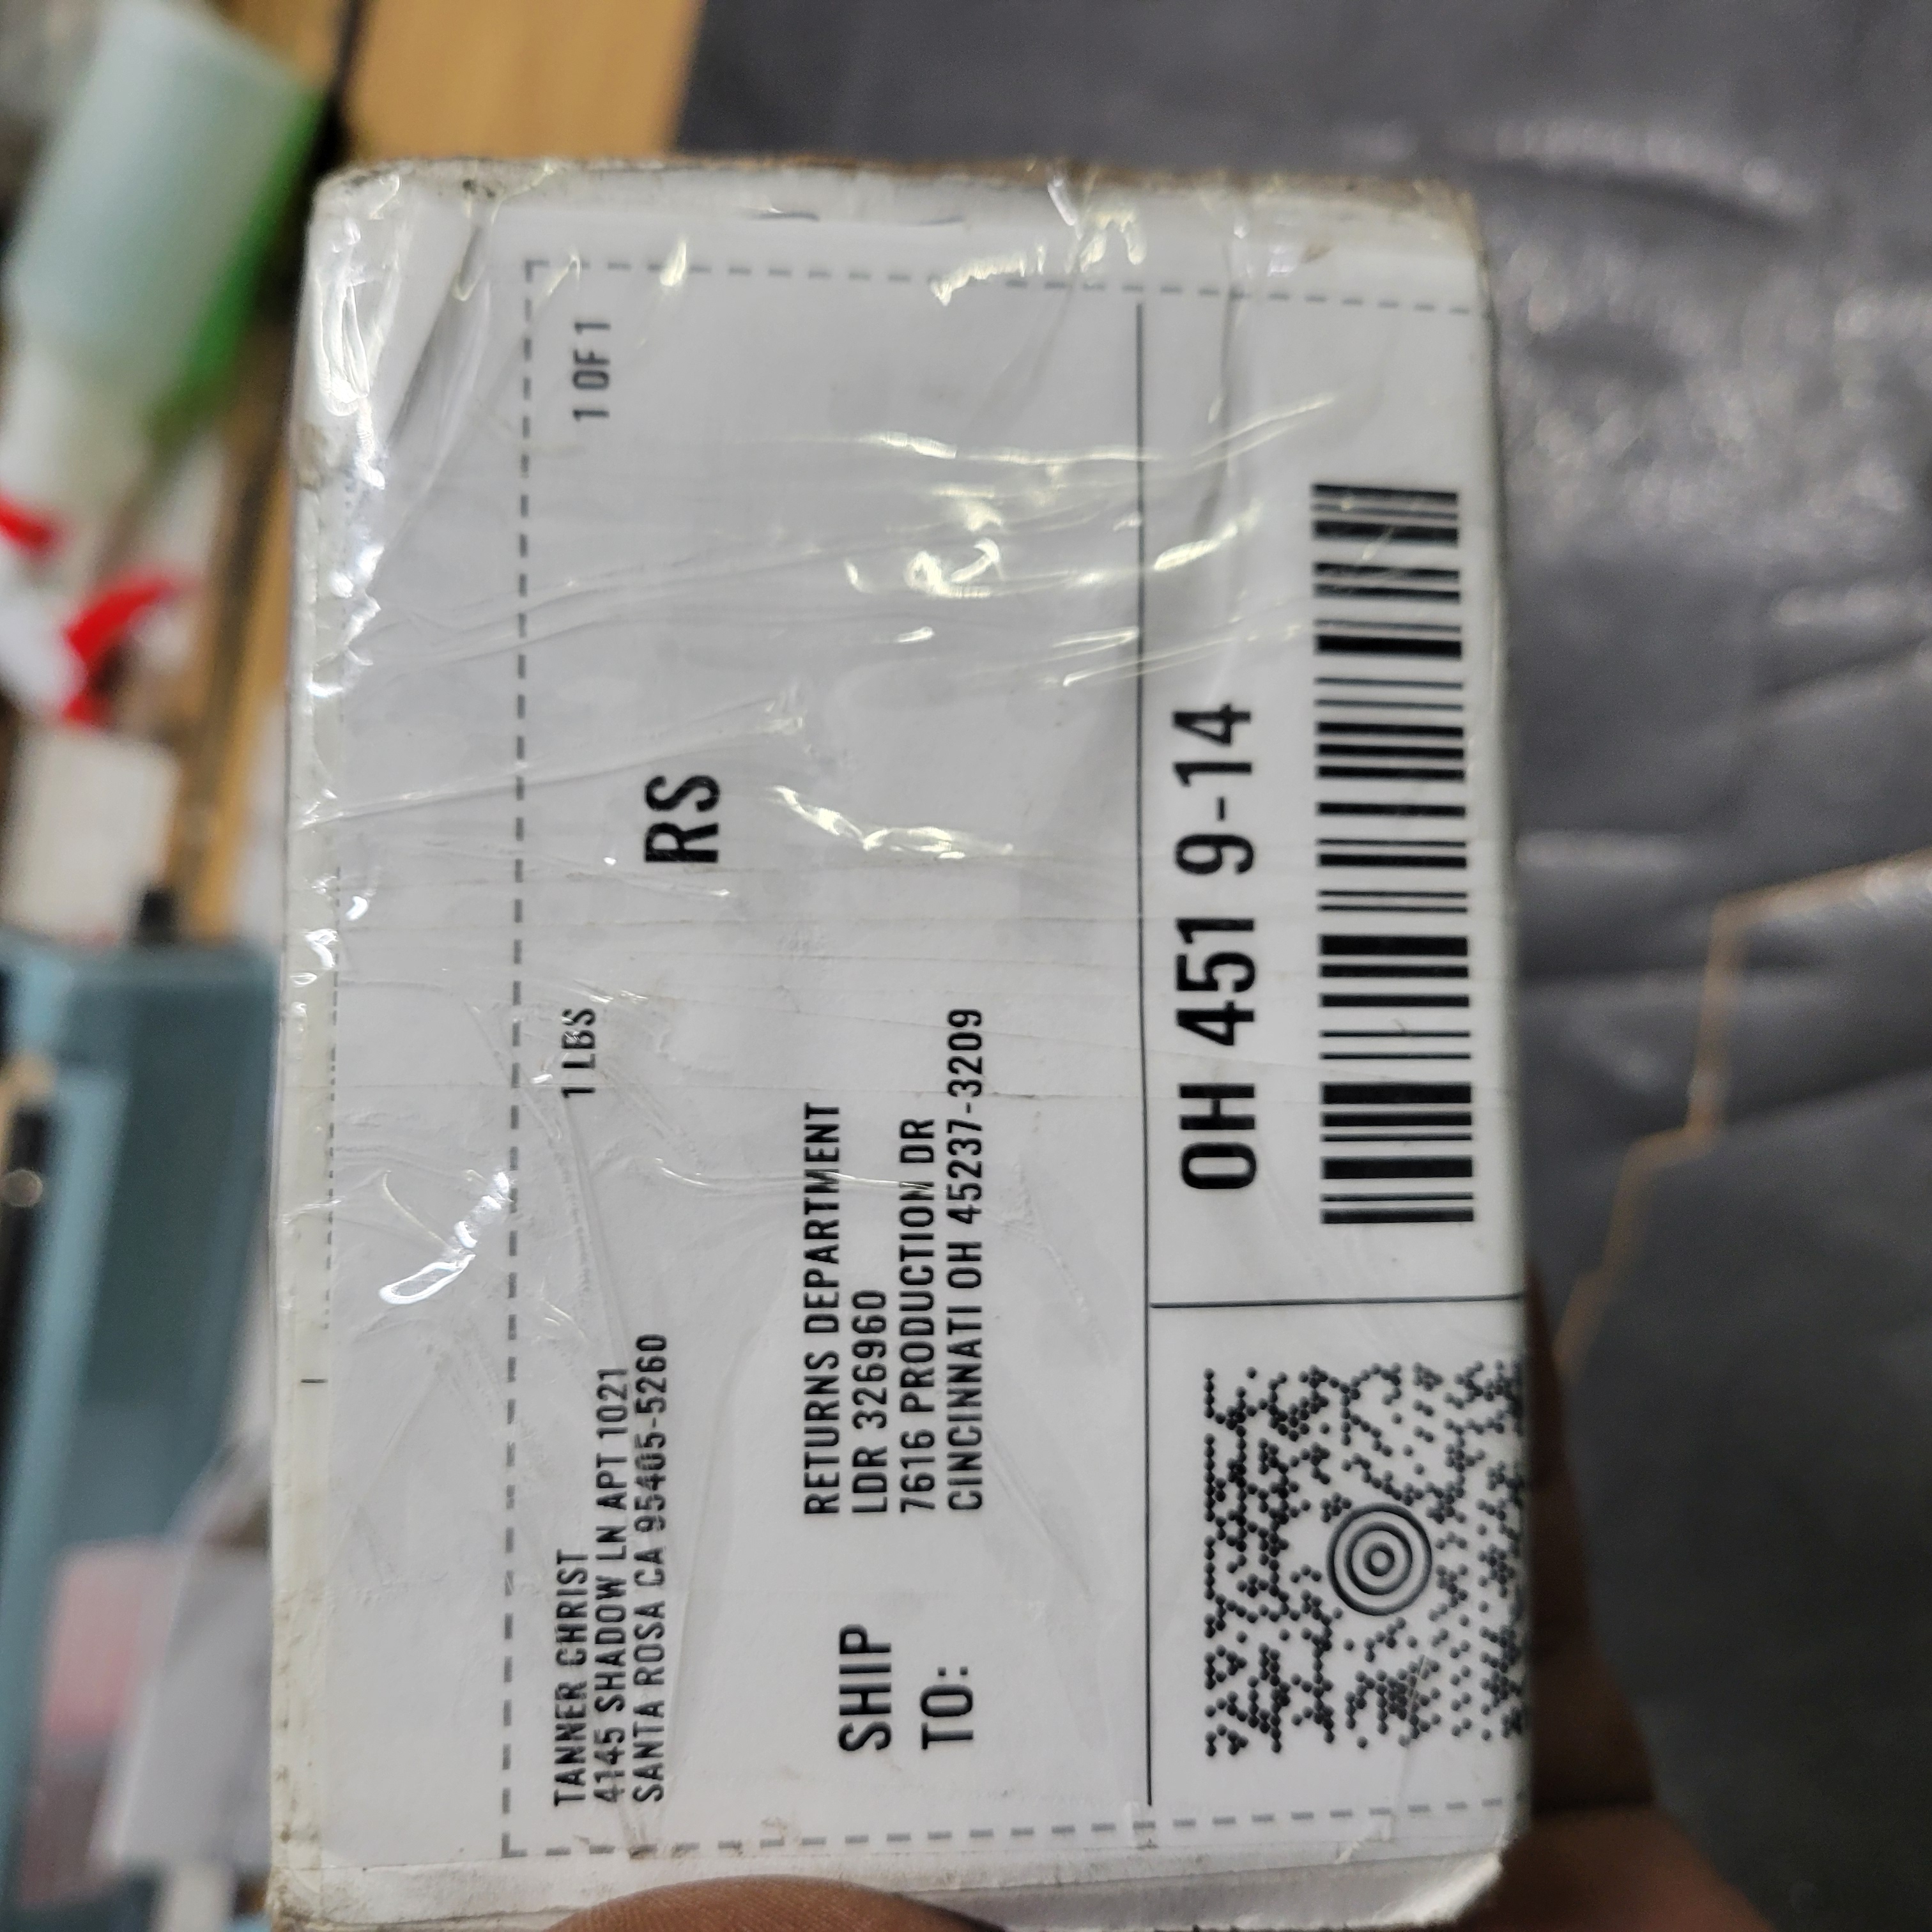 TANNER CHRIST
4145 SHADOW LN APT 1021
SANTA ROSA CA 95405-5260
1 LBS
1 OF 1
RS
SHIP
TO:
RETURNS DEPARTMENT
LDR 326960
7616 PRODUCTION DR
CINCINNATI OH 45237-3209
OH 451 9-14